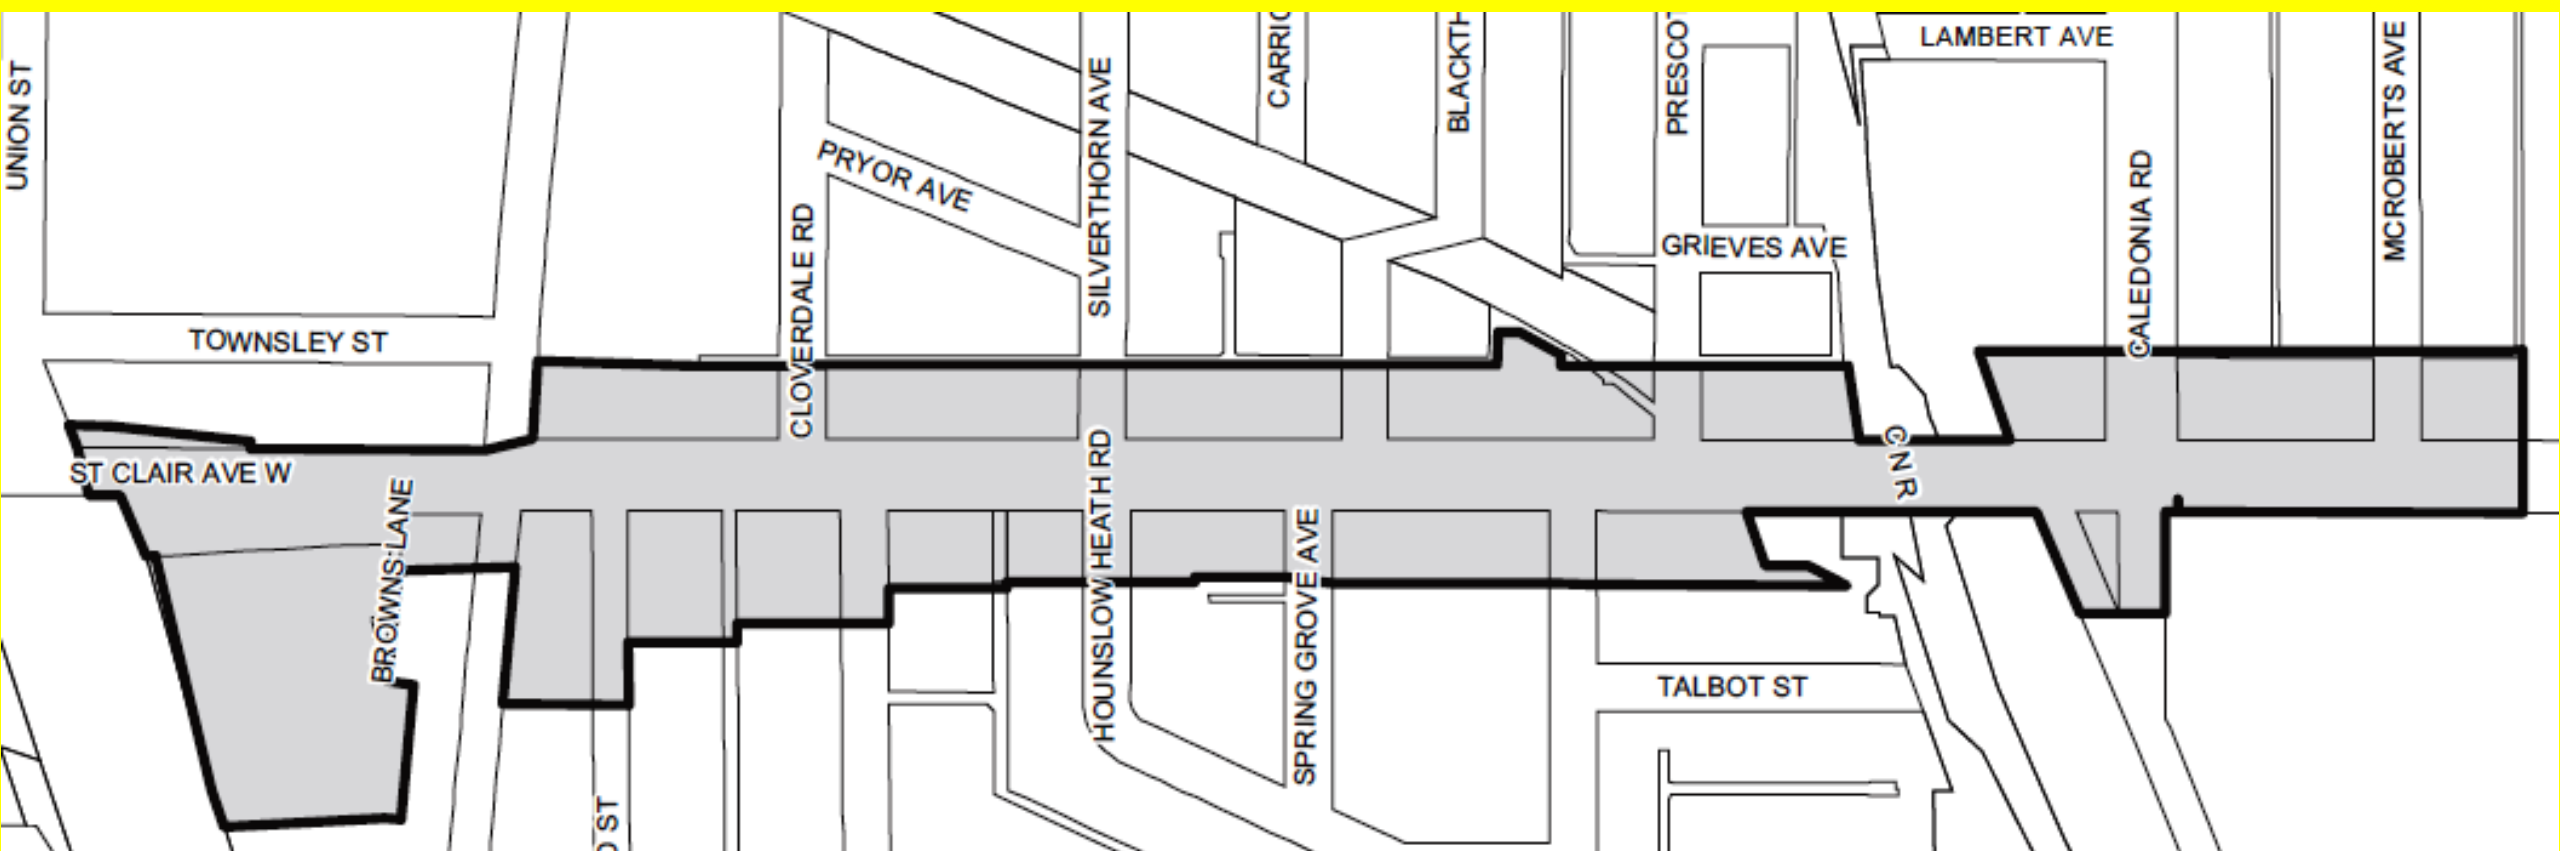 UNION ST
CARRIC
BLACKTH
PRESCOT
LAMBERT AVE
MCROBERTS AVE
SILVERTHORN AVE
PRYOR AVE
CALEDONIA RD
CLOVERDALE RD
GRIEVES AVE
TOWNSLEY ST
ST CLAIR AVE W
CNR
BROWNS LANE
HOUNSLOW HEATH RD
SPRING GROVE AVE
TALBOT ST
ST